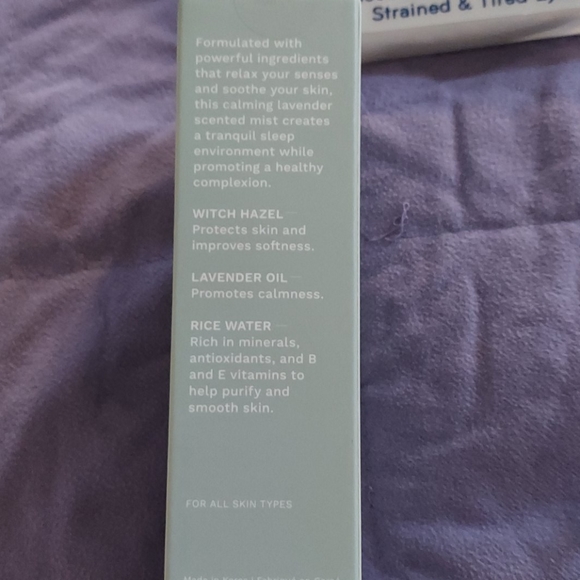 Strained & Tired
Formulated with
powerful ingredients
that relax your senses
and soothe your skin,
this calming lavender
scented mist creates
a tranquil sleep
environment while
promoting a healthy
complexion.
WITCH HAZEL
Protects skin and
improves softness.
LAVENDER OIL
Promotes calmness.
RICE WATER
Rich in minerals,
antioxidants, and B
and E vitamins to
help purify and
smooth skin.
FOR ALL SKIN TYPES